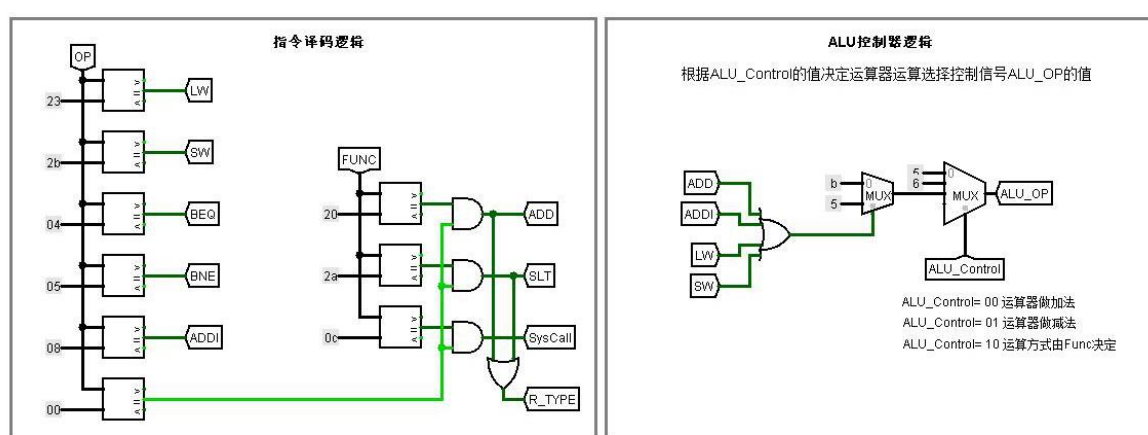 指令译码逻辑
OP
23
LW
2b
SW
04
BEQ
05
BNE
08
ADDI
00
FUNC
20
ADD
2a
SLT
0c
SysCall
R_TYPE
ALU控制器逻辑
根据ALU_Control的值决定运算器运算选择控制信号ALU_OP的值
ADD
ADDI
LW
SW
b
0
5
MUX
5
0
6
MUX
ALU_OP
ALU_Control
ALU_Control= 00 运算器做加法
ALU_Control= 01 运算器做减法
ALU_Control= 10 运算方式由Func决定